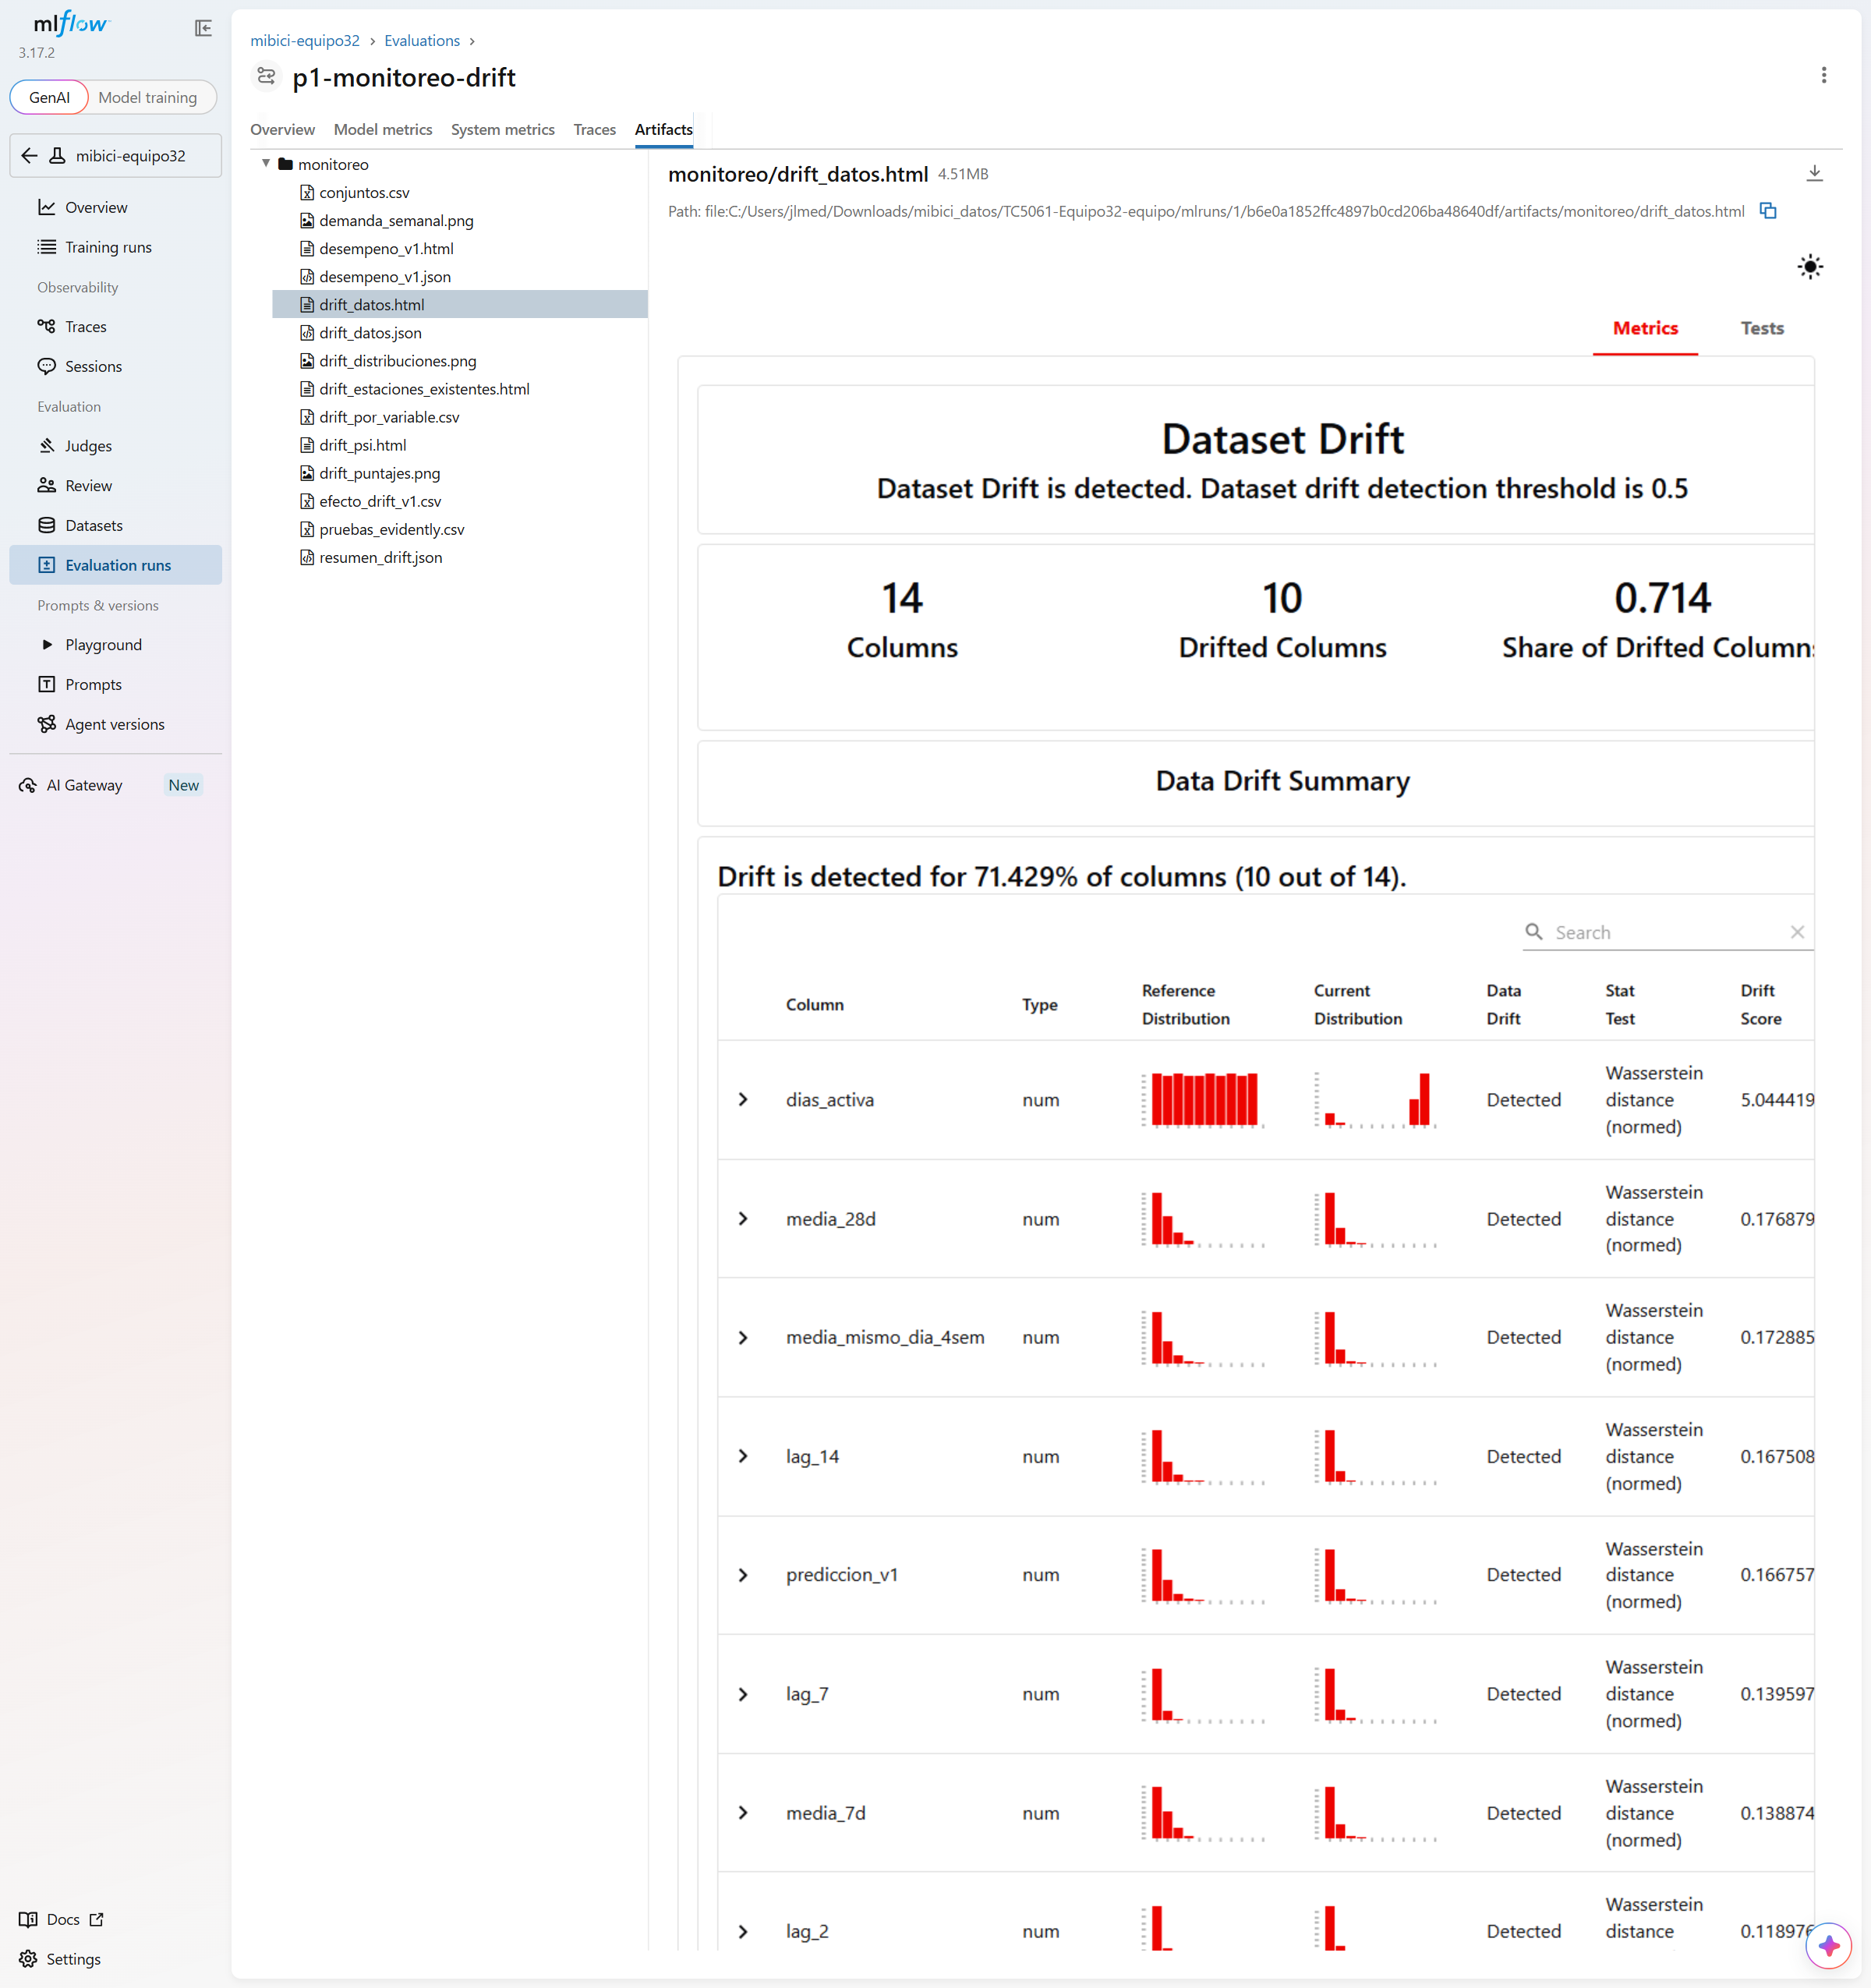 mlflow
3.17.2
GenAI
Model training
mibici-equipo32
Overview
Training runs
Observability
Traces
Sessions
Evaluation
Judges
Review
Datasets
Evaluation runs
Prompts & versions
Playground
Prompts
Agent versions
AI Gateway
New
Docs
Settings
mibici-equipo32 › Evaluations ›
p1-monitoreo-drift
Overview Model metrics System metrics Traces Artifacts
monitoreo
conjuntos.csv
demanda_semanal.png
desempeno_v1.html
desempeno_v1.json
drift_datos.html
drift_datos.json
drift_distribuciones.png
drift_estaciones_existentes.html
drift_por_variable.csv
drift_psi.html
drift_puntajes.png
efecto_drift_v1.csv
pruebas_evidently.csv
resumen_drift.json
monitoreo/drift_datos.html 4.51MB
Path: file:C:/Users/jlmed/Downloads/mibici_datos/TC5061-Equipo32-equipo/mlruns/1/b6e0a1852ffc4897b0cd206ba48640df/artifacts/monitoreo/drift_datos.html
Metrics Tests
Dataset Drift
Dataset Drift is detected. Dataset drift detection threshold is 0.5
14
Columns
10
Drifted Columns
0.714
Share of Drifted Columns
Data Drift Summary
Drift is detected for 71.429% of columns (10 out of 14).
Search
Column Type Reference Distribution Current Distribution Data Drift Stat Test Drift Score
dias_activa num Detected Wasserstein distance (normed) 5.044419
media_28d num Detected Wasserstein distance (normed) 0.176879
media_mismo_dia_4sem num Detected Wasserstein distance (normed) 0.172885
lag_14 num Detected Wasserstein distance (normed) 0.167508
prediccion_v1 num Detected Wasserstein distance (normed) 0.166757
lag_7 num Detected Wasserstein distance (normed) 0.139597
media_7d num Detected Wasserstein distance (normed) 0.138874
lag_2 num Detected Wasserstein distance 0.118976